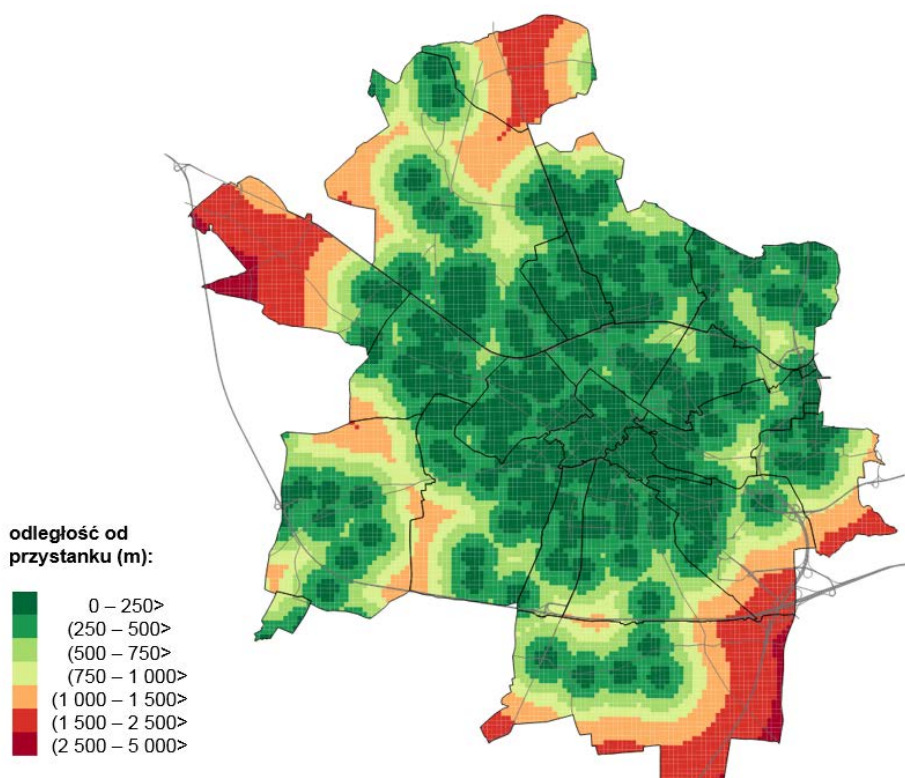 odległość od
przystanku (m):
0 – 250>
(250 – 500>
(500 – 750>
(750 – 1 000>
(1 000 – 1 500>
(1 500 – 2 500>
(2 500 – 5 000>